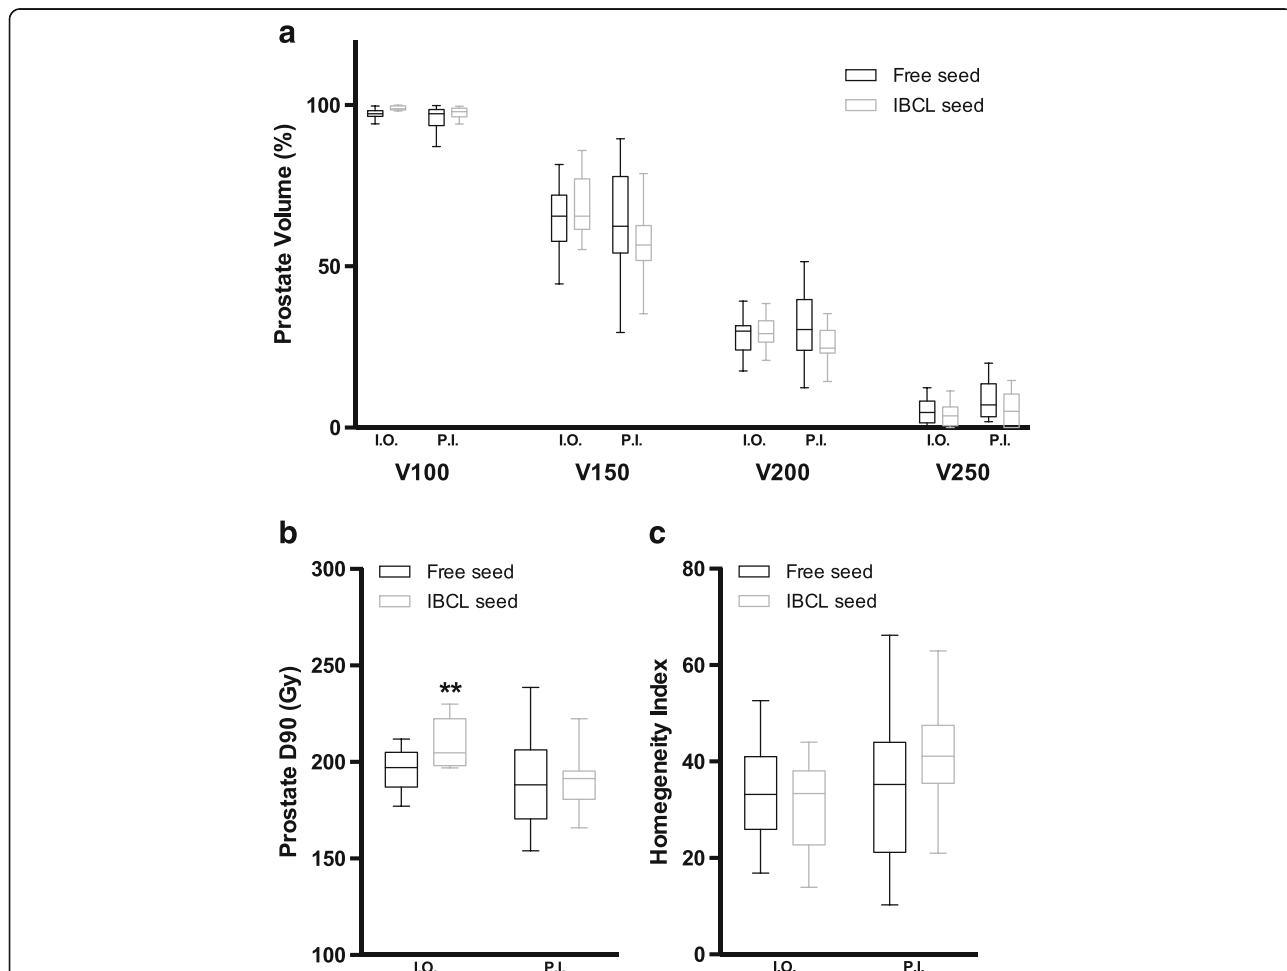 a
Free seed
IBCL seed
Prostate Volume (%)
100
50
0
I.O. P.I. I.O. P.I. I.O. P.I. I.O. P.I.
V100 V150 V200 V250
b
Free seed
IBCL seed
Prostate D90 (Gy)
300
250
200
150
100
**
I.O. P.I.
c
Free seed
IBCL seed
Homegeneity Index
80
60
40
20
0
I.O. P.I.